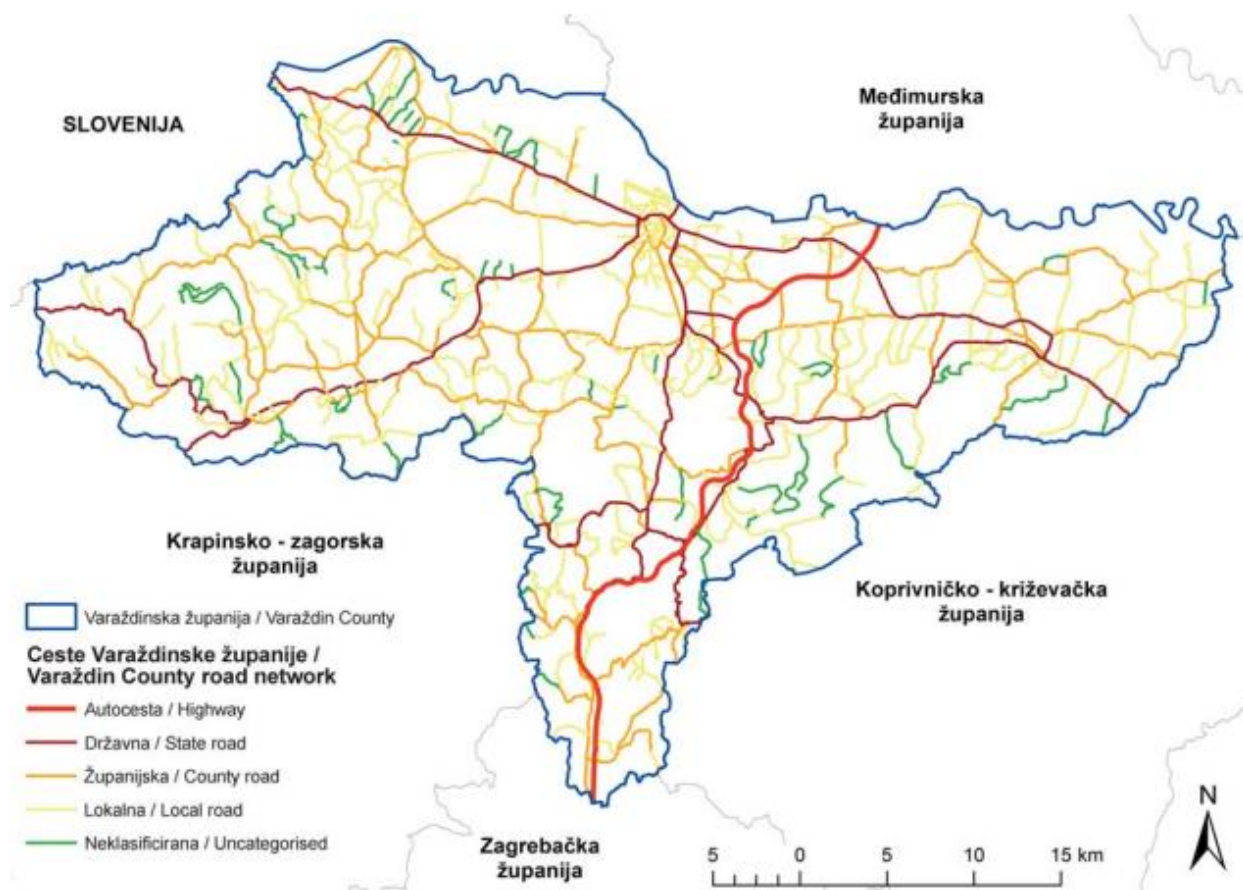 SLOVENIJA
Međimurska
županija
Krapinsko - zagorska
županija
Koprivničko - križevačka
županija
Zagrebačka
županija
Varaždinska županija / Varaždin County
Ceste Varaždinske županije /
Varaždin County road network
Autocesta / Highway
Državna / State road
Županijska / County road
Lokalna / Local road
Neklasificirana / Uncategorised
5 0 5 10 15 km
N